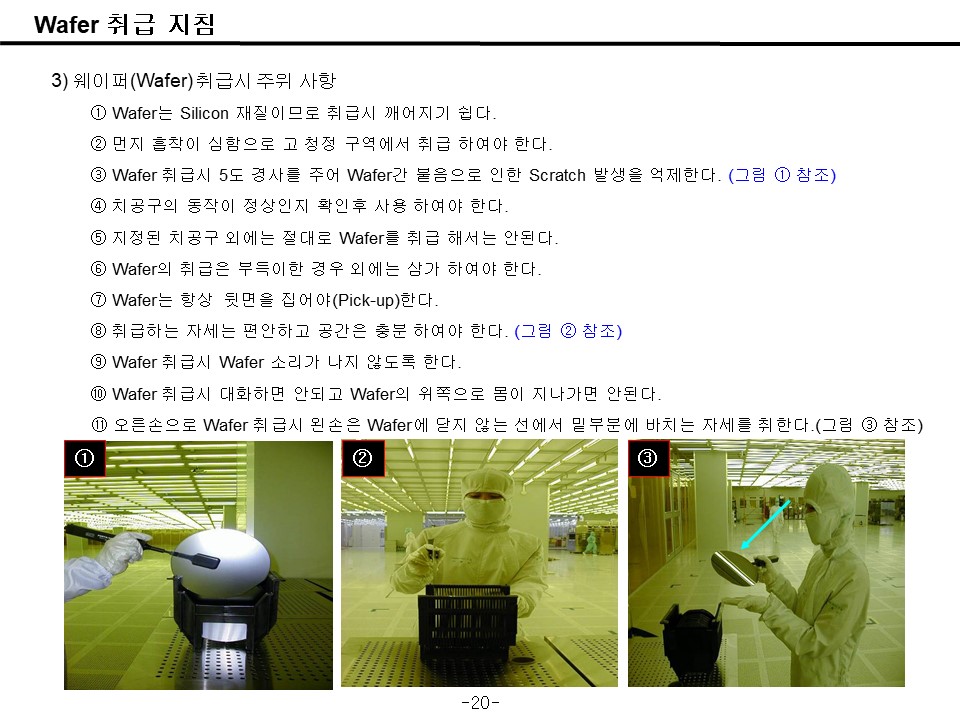 Wafer 취급 지침
3) 웨이퍼(Wafer)취급시 주위 사항
① Wafer는 Silicon 재질이므로 취급시 깨어지기 쉽다.
② 먼지 흡착이 심함으로 고 청정 구역에서 취급 하여야 한다.
③ Wafer 취급시 5도 경사를 주어 Wafer간 붙음으로 인한 Scratch 발생을 억제한다. (그림 ① 참조)
④ 치공구의 동작이 정상인지 확인후 사용 하여야 한다.
⑤ 지정된 치공구 외에는 절대로 Wafer를 취급 해서는 안된다.
⑥ Wafer의 취급은 부득이한 경우 외에는 삼가 하여야 한다.
⑦ Wafer는 항상 뒷면을 집어야(Pick-up)한다.
⑧ 취급하는 자세는 편안하고 공간은 충분 하여야 한다. (그림 ② 참조)
⑨ Wafer 취급시 Wafer 소리가 나지 않도록 한다.
⑩ Wafer 취급시 대화하면 안되고 Wafer의 위쪽으로 몸이 지나가면 안된다.
⑪ 오른손으로 Wafer 취급시 왼손은 Wafer에 닫지 않는 선에서 밑부분에 바치는 자세를 취한다.(그림 ③ 참조)
① ② ③
-20-